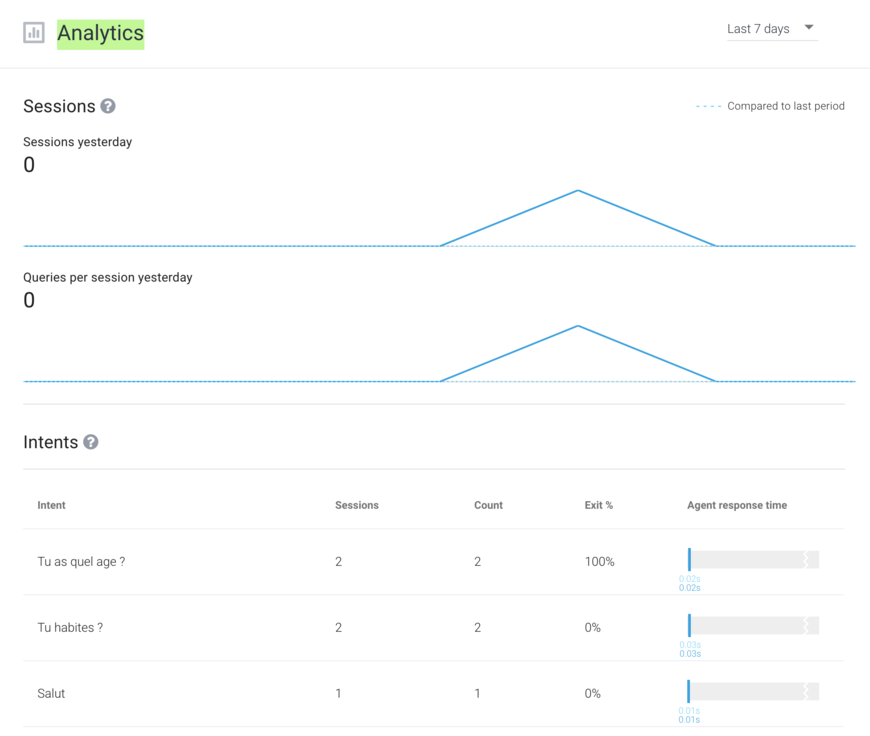 Analytics
Last 7 days
Sessions
Compared to last period
Sessions yesterday
0
Queries per session yesterday
0
Intents
Intent Sessions Count Exit % Agent response time
Tu as quel age ? 2 2 100%
0.02s
0.02s
Tu habites ? 2 2 0%
0.03s
0.03s
Salut 1 1 0%
0.01s
0.01s